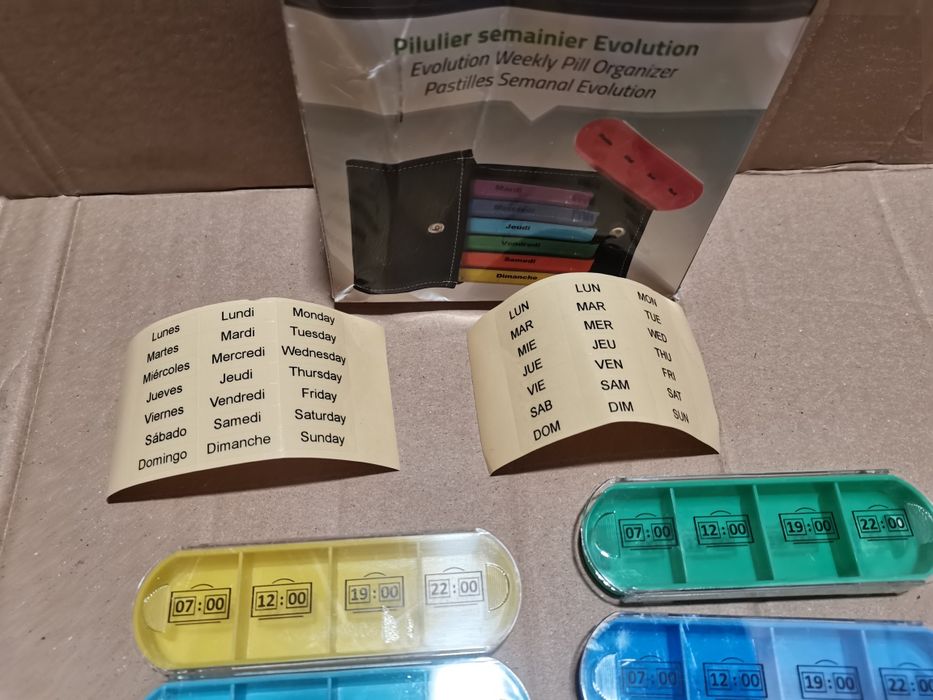 Pilulier semainier Evolution
Evolution Weekly Pill Organizer
Pastilles Semanal Evolution
Mardi
Mercredi
Jeudi
Vendredi
Samedi
Dimanche
Lunes Lundi Monday
Martes Mardi Tuesday
Miércoles Mercredi Wednesday
Jueves Jeudi Thursday
Viernes Vendredi Friday
Sábado Samedi Saturday
Domingo Dimanche Sunday
LUN LUN MON
MAR MAR TUE
MIE MER WED
JUE JEU THU
VIE VEN FRI
SAB SAM SAT
DOM DIM SUN
07:00 12:00 19:00 22:00
07:00 12:00 19:00 22:00
07:00 12:00 19:00 22:00